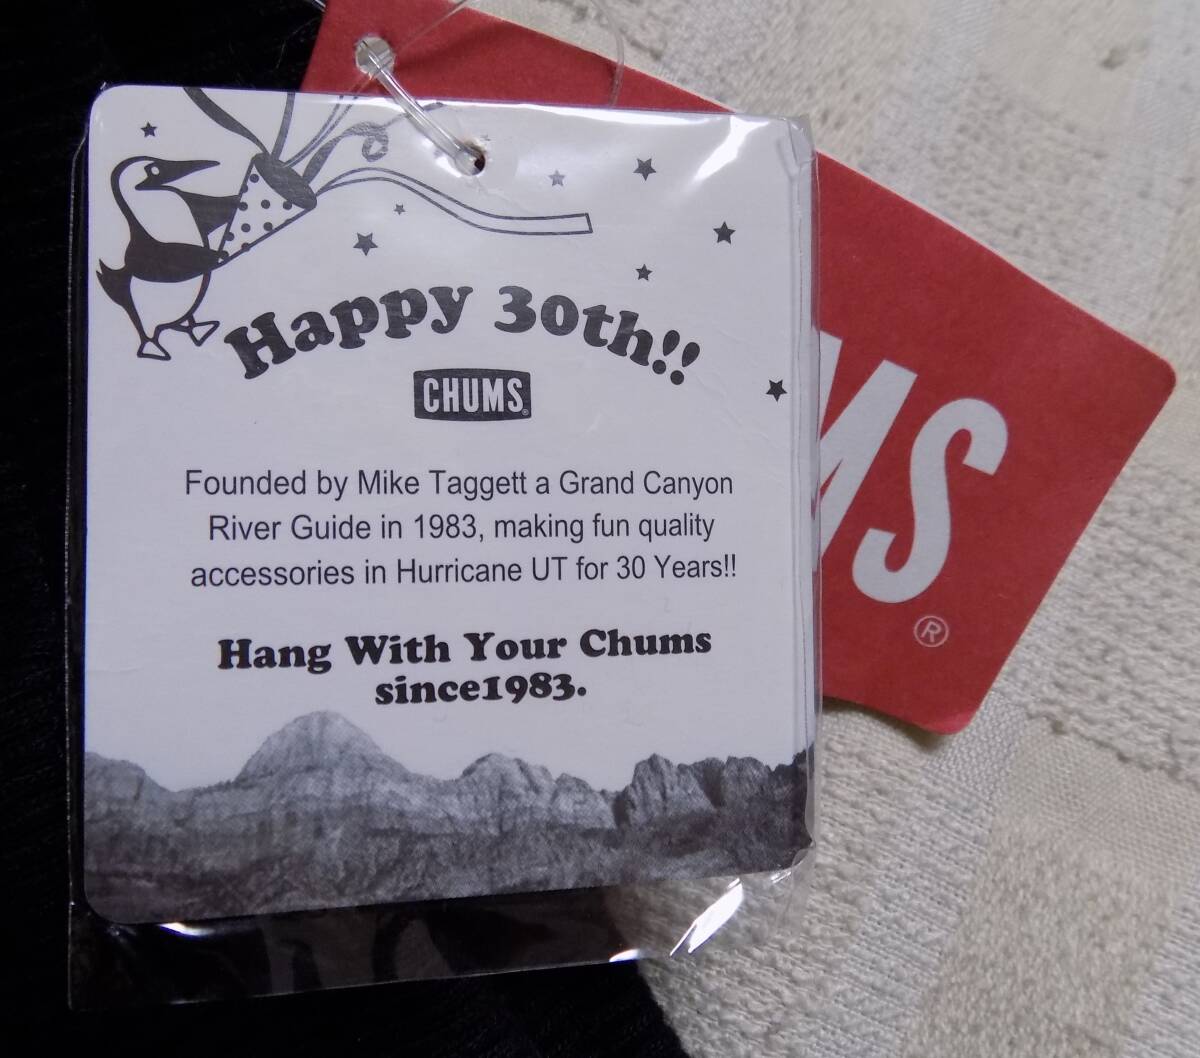 Happy 30th!!
CHUMS®
Founded by Mike Taggett a Grand Canyon
River Guide in 1983, making fun quality
accessories in Hurricane UT for 30 Years!!
Hang With Your Chums
since1983.
MS
®